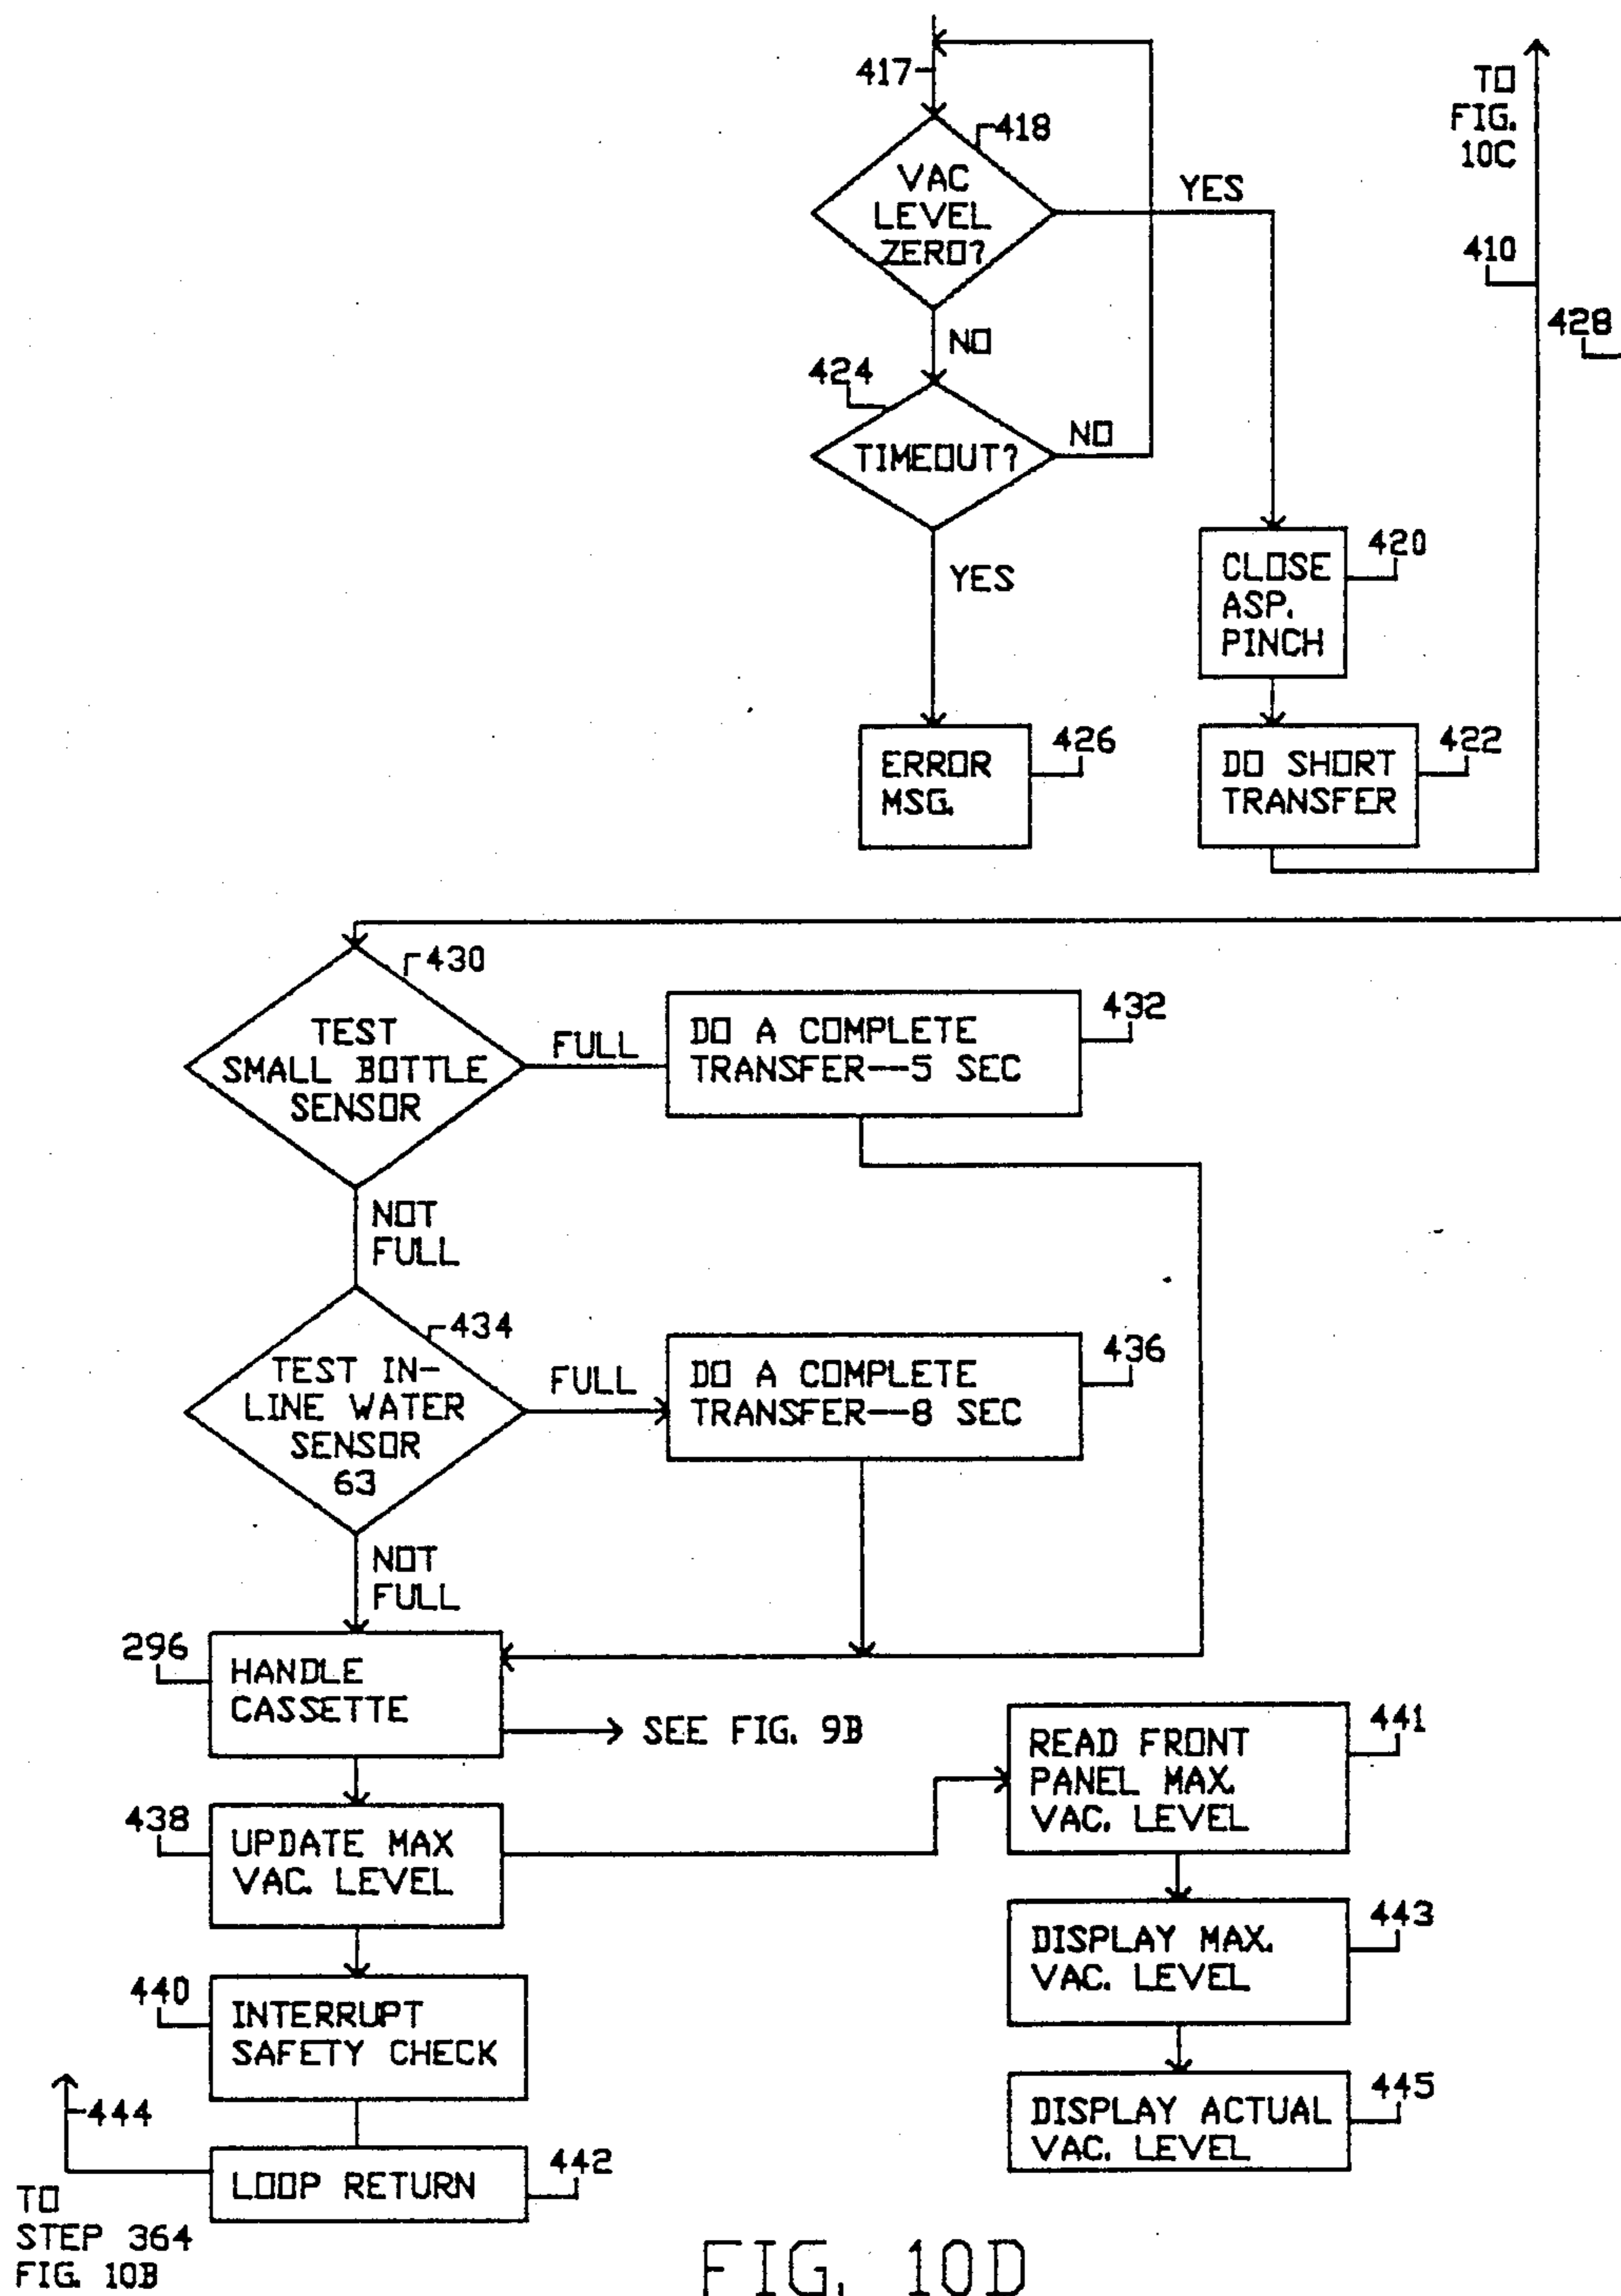 417
418
VAC
LEVEL
ZERO?
YES
TO
FIG.
10C
410
428
NO
424
TIMEOUT?
NO
YES
CLOSE
ASP.
PINCH
420
ERROR
MSG.
426
DO SHORT
TRANSFER
422
430
TEST
SMALL BOTTLE
SENSOR
FULL
DO A COMPLETE
TRANSFER--5 SEC
432
NOT
FULL
434
TEST IN-
LINE WATER
SENSOR
63
FULL
DO A COMPLETE
TRANSFER--8 SEC
436
NOT
FULL
296
HANDLE
CASSETTE
SEE FIG. 9B
READ FRONT
PANEL MAX.
VAC. LEVEL
441
438
UPDATE MAX
VAC. LEVEL
DISPLAY MAX.
VAC. LEVEL
443
440
INTERRUPT
SAFETY CHECK
DISPLAY ACTUAL
VAC. LEVEL
445
444
LOOP RETURN
442
TO
STEP 364
FIG. 10B
FIG. 10D